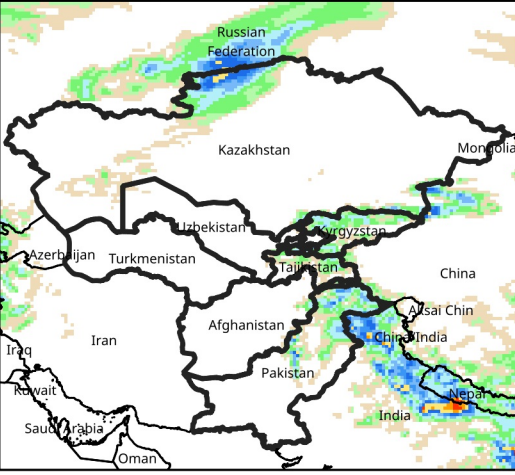 Russian
Federation
Kazakhstan
Mongolia
Uzbekistan
Kyrgyzstan
Azerbaijan
Turkmenistan
Tajikistan
China
Aksai Chin
Afghanistan
China/India
Iran
Iraq
Pakistan
Kuwait
Nepal
India
Saudi Arabia
Oman